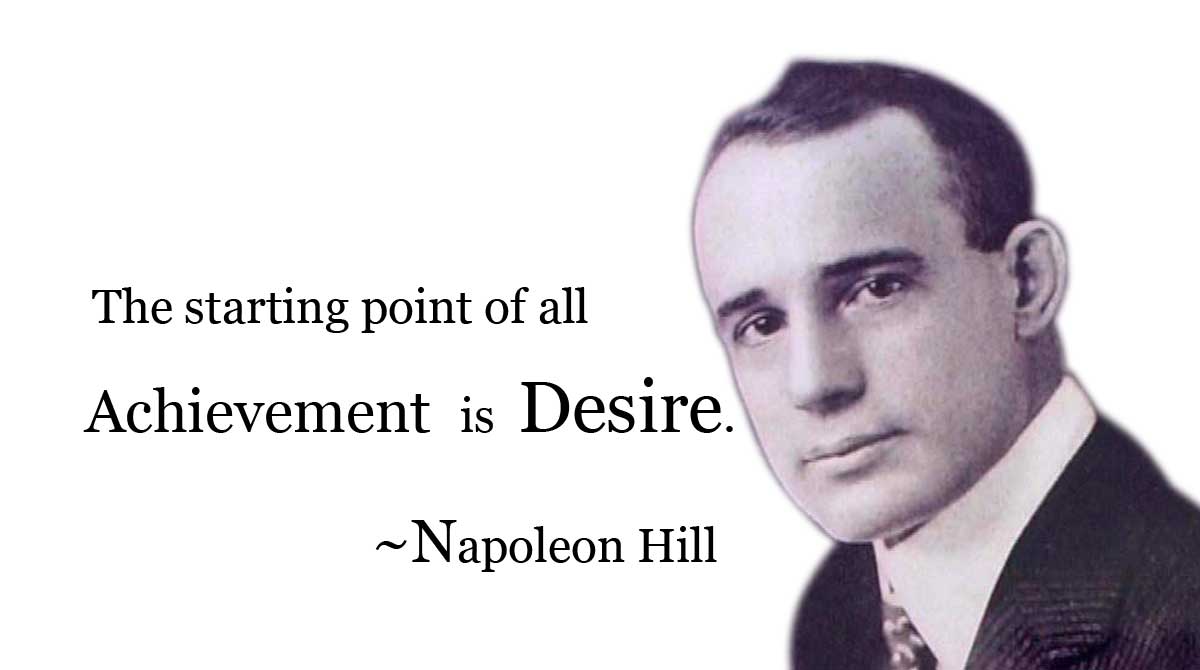 The starting point of all
Achievement is Desire.
~Napoleon Hill